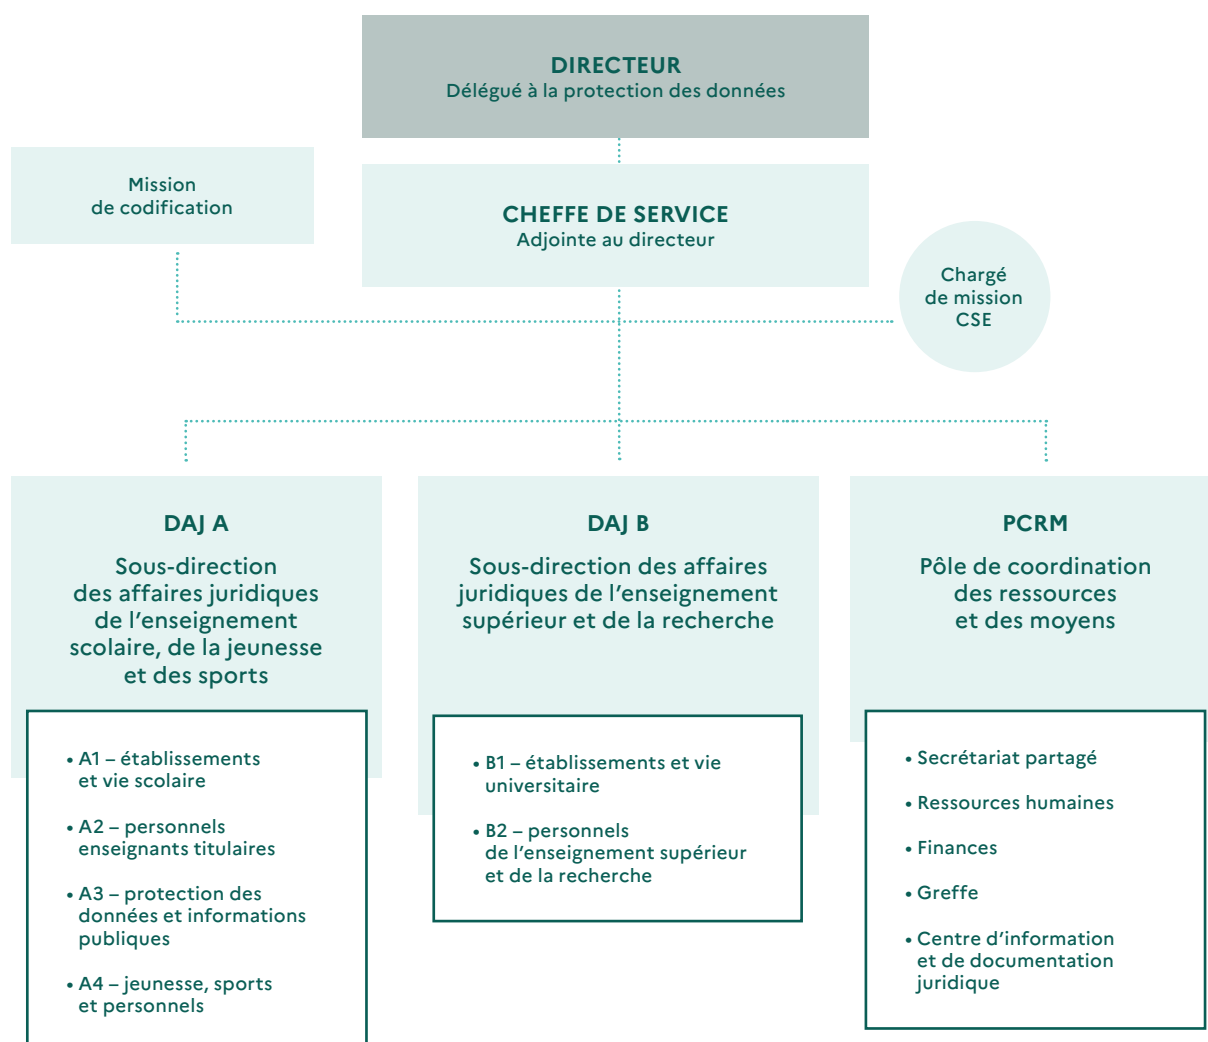 DIRECTEUR
Délégué à la protection des données
Mission
de codification
CHEFFE DE SERVICE
Adjointe au directeur
Chargé
de mission
CSE
DAJ A
Sous-direction
des affaires juridiques
de l’enseignement
scolaire, de la jeunesse
et des sports
• A1 – établissements
et vie scolaire
• A2 – personnels
enseignants titulaires
• A3 – protection des
données et informations
publiques
• A4 – jeunesse, sports
et personnels
DAJ B
Sous-direction des affaires
juridiques de l’enseignement
supérieur et de la recherche
• B1 – établissements et vie
universitaire
• B2 – personnels
de l’enseignement supérieur
et de la recherche
PCRM
Pôle de coordination
des ressources
et des moyens
• Secrétariat partagé
• Ressources humaines
• Finances
• Greffe
• Centre d’information
et de documentation
juridique